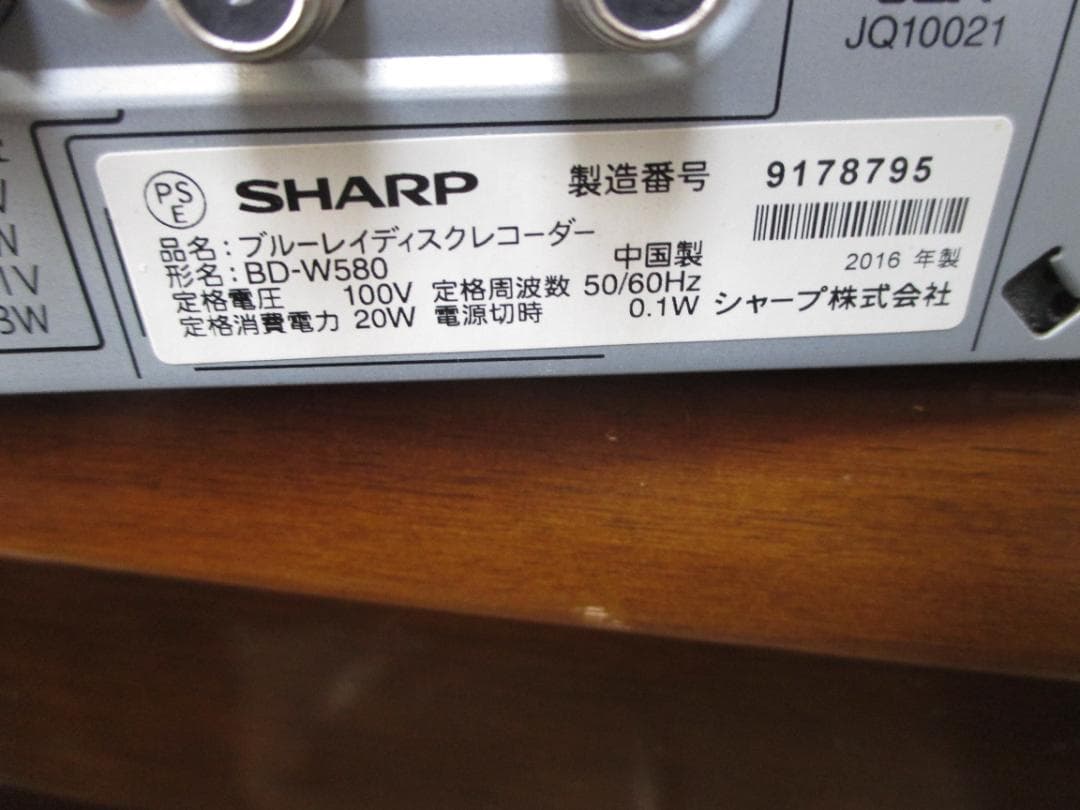 JQ10021
PS
E
SHARP 製造番号 9178795
品名:ブルーレイディスクレコーダー
形名:BD-W580 中国製 2016 年製
定格電圧 100V 定格周波数 50/60Hz
定格消費電力 20W 電源切時 0.1W シャープ株式会社